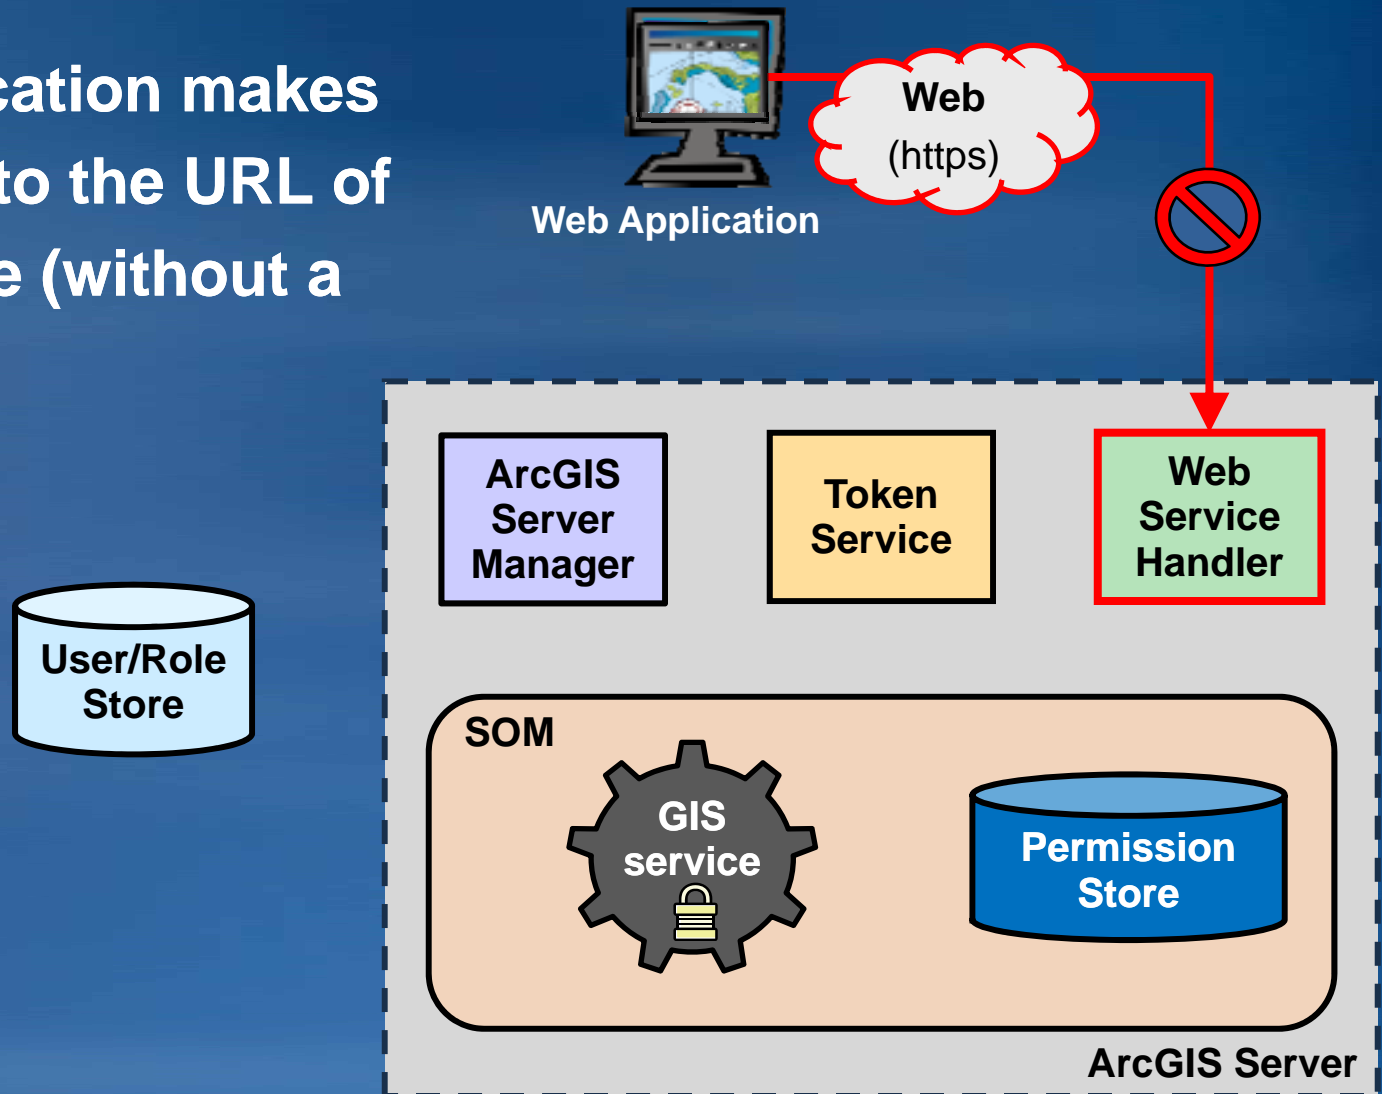 cation makes
to the URL of
e (without a
Web
(https)
Web Application
ArcGIS
Server
Manager
Token
Service
Web
Service
Handler
User/Role
Store
SOM
GIS
service
Permission
Store
ArcGIS Server